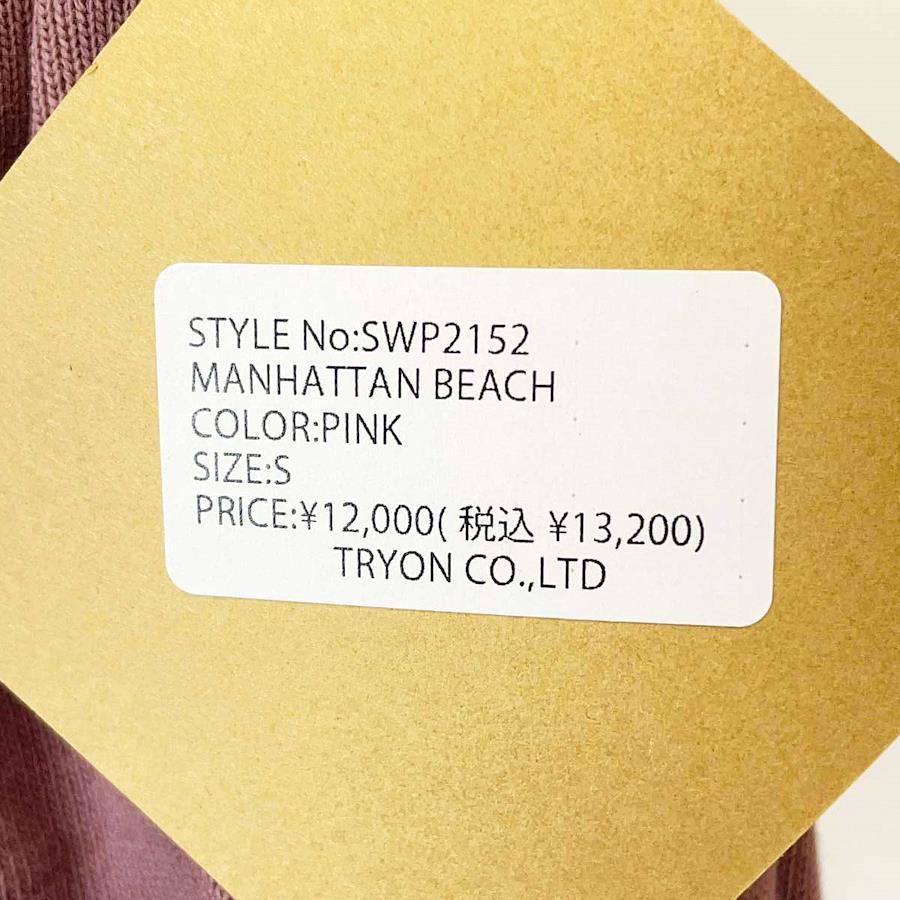 STYLE No:SWP2152
MANHATTAN BEACH
COLOR:PINK
SIZE:S
PRICE:¥12,000( 税込 ¥13,200)
TRYON CO.,LTD